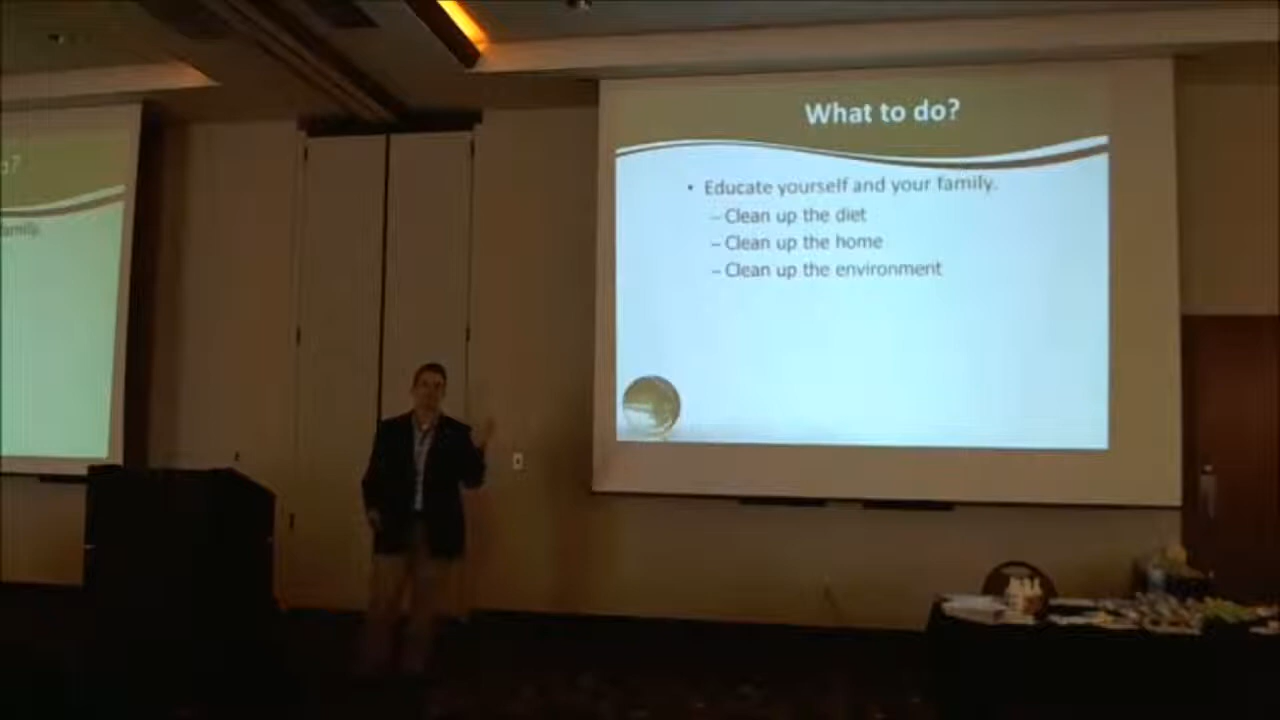 What to do?
• Educate yourself and your family.
– Clean up the diet
– Clean up the home
– Clean up the environment
o?
family.